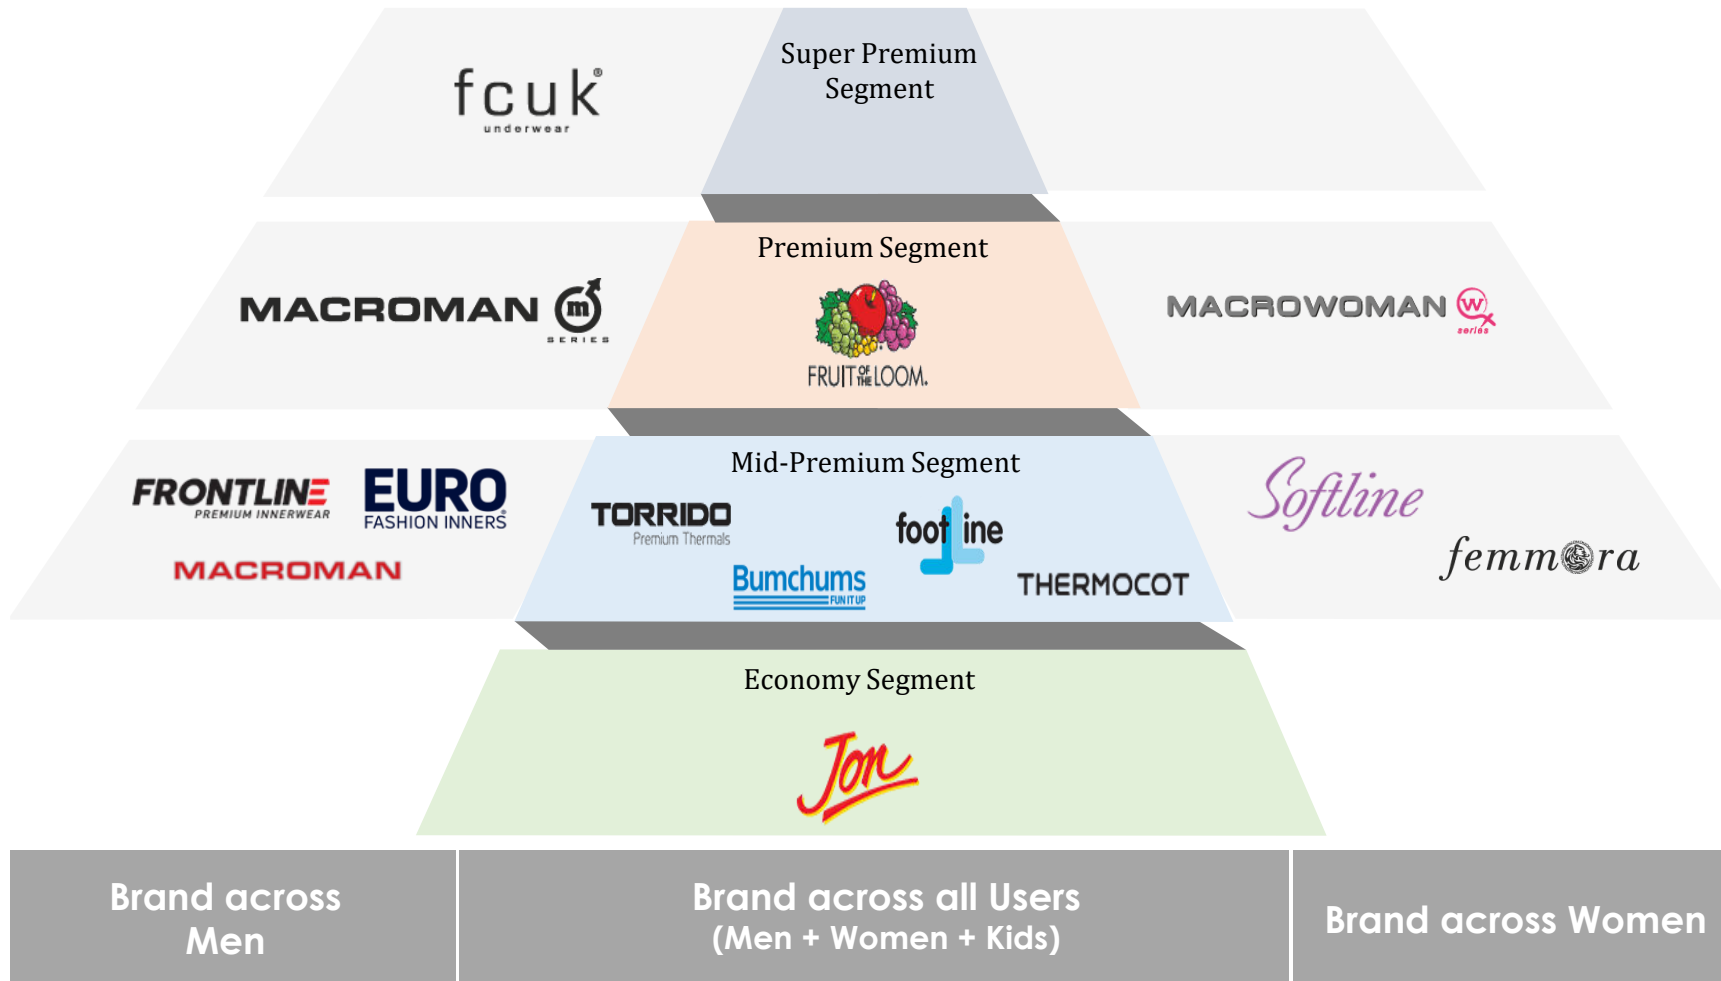 Super Premium
Segment
fcuk®
underwear
Premium Segment
MACROMAN m
SERIES
FRUIT OF THE LOOM.
MACROWOMAN w
series
Mid-Premium Segment
FRONTLINE
PREMIUM INNERWEAR
EURO
FASHION INNERS
MACROMAN
TORRIDO
Premium Thermals
footLine
Bumchums
FUN IT UP
THERMOCOT
Softline
femmora
Economy Segment
Jon
Brand across
Men
Brand across all Users
(Men + Women + Kids)
Brand across Women